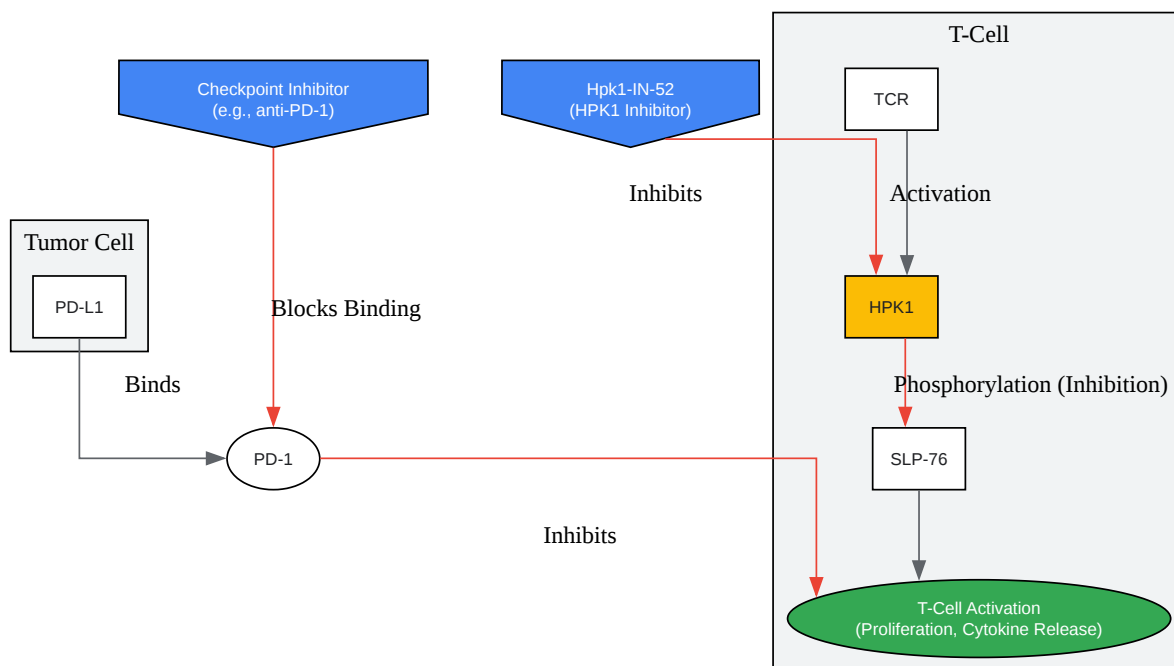 T-Cell
Checkpoint Inhibitor
(e.g., anti-PD-1)
Hpk1-IN-52
(HPK1 Inhibitor)
TCR
Inhibits
Activation
Tumor Cell
PD-L1
Blocks Binding
HPK1
Binds
Phosphorylation (Inhibition)
PD-1
SLP-76
Inhibits
T-Cell Activation
(Proliferation, Cytokine Release)